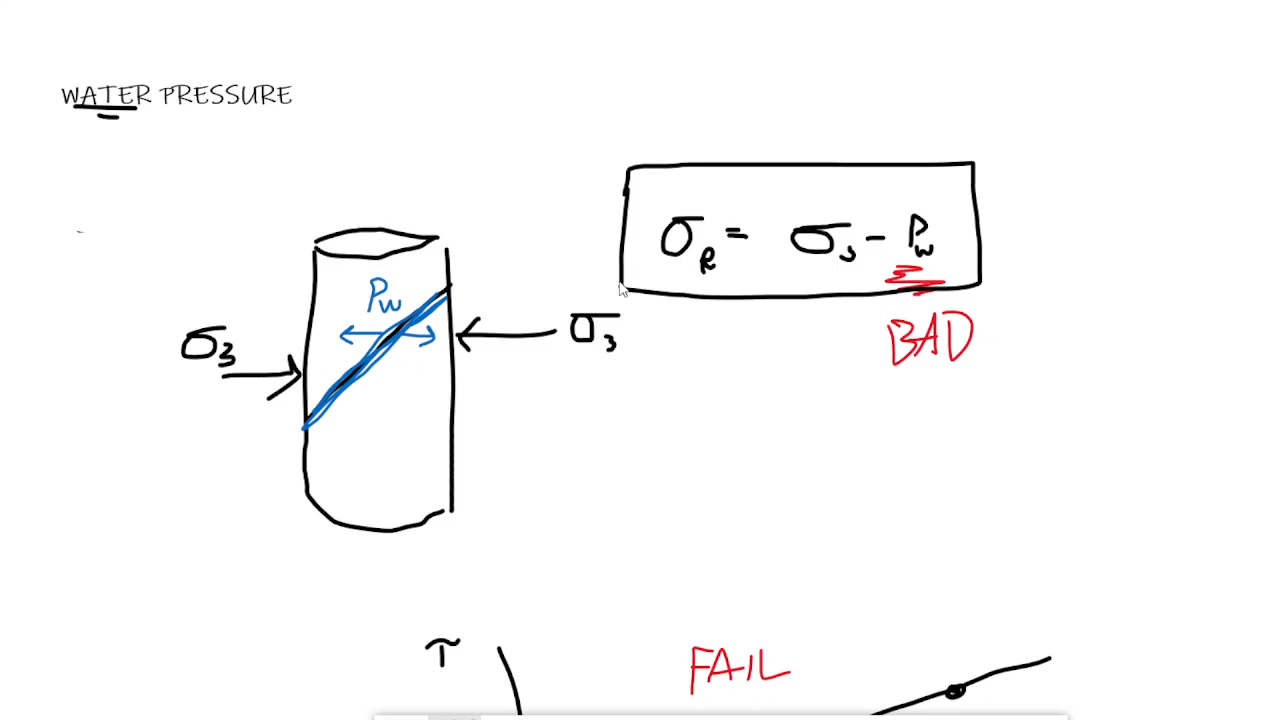 WATER PRESSURE
σR = σ3 - Pw
Pw
σ3
σ3
BAD
τ
FAIL